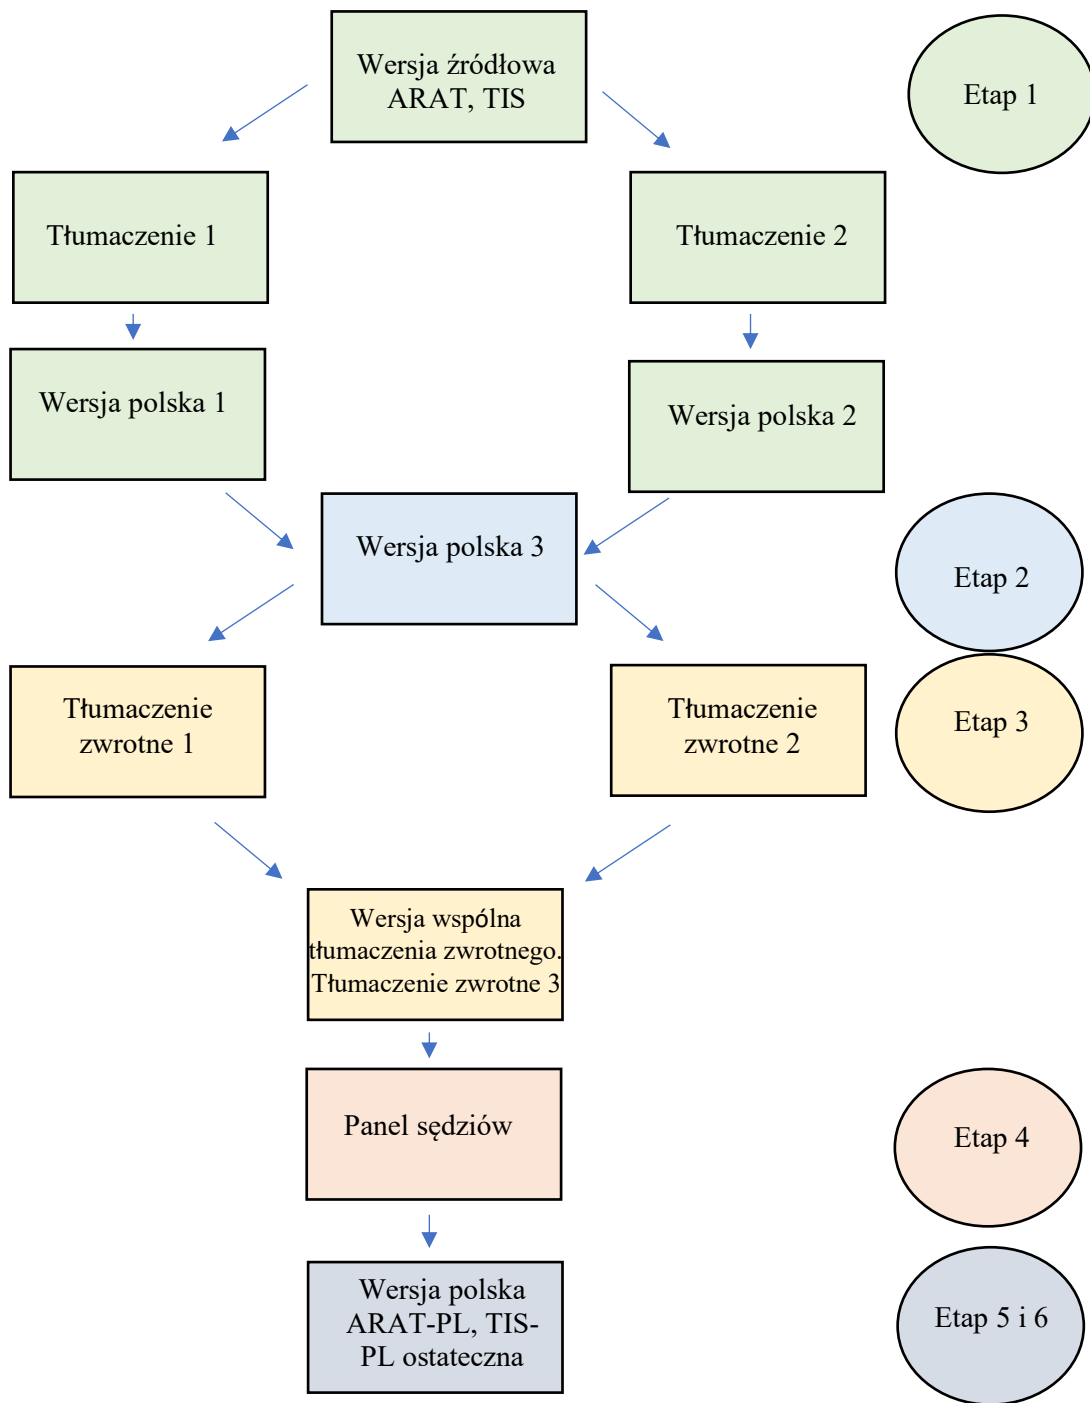 Wersja źródłowa
ARAT, TIS
Etap 1
Tłumaczenie 1
Tłumaczenie 2
Wersja polska 1
Wersja polska 2
Wersja polska 3
Etap 2
Tłumaczenie
zwrotne 1
Tłumaczenie
zwrotne 2
Etap 3
Wersja wspólna
tłumaczenia zwrotnego.
Tłumaczenie zwrotne 3
Panel sędziów
Etap 4
Wersja polska
ARAT-PL, TIS-
PL ostateczna
Etap 5 i 6